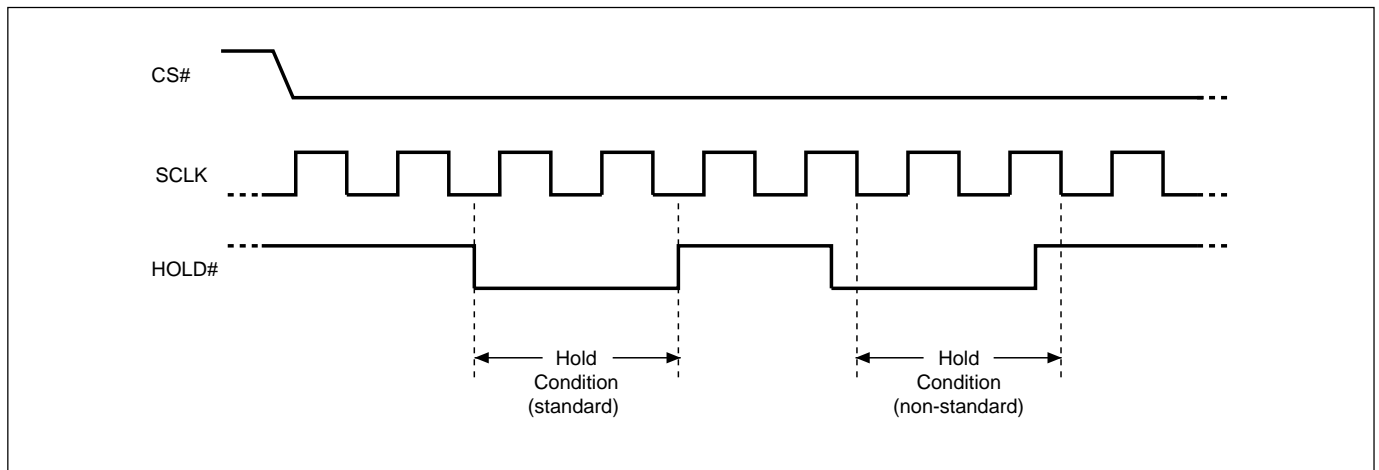 CS#
SCLK
HOLD#
Hold
Condition
(standard)
Hold
Condition
(non-standard)